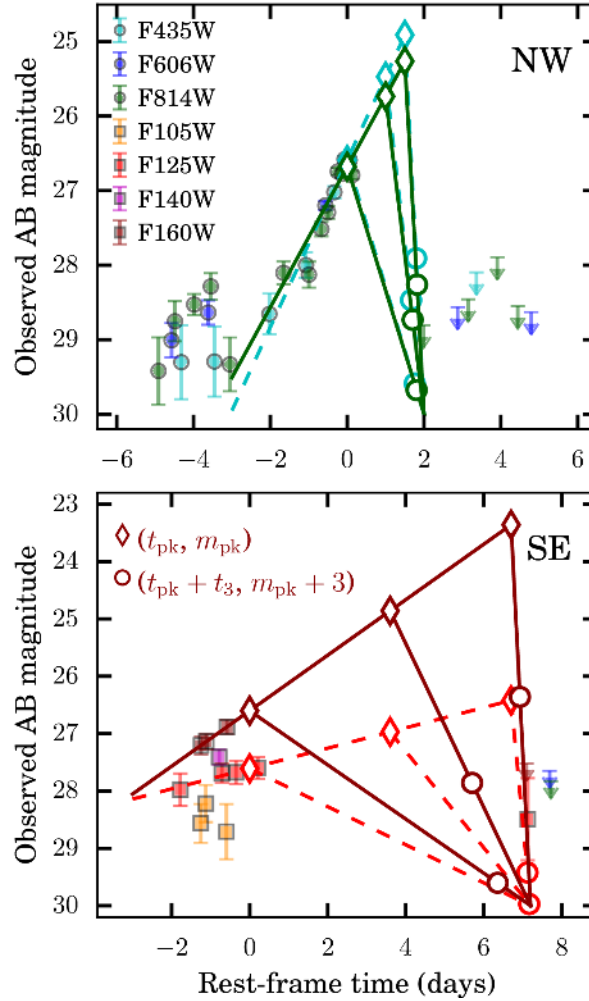 25
26
27
28
29
30
Observed AB magnitude
F435W
F606W
F814W
F105W
F125W
F140W
F160W
NW
−6 −4 −2 0 2 4 6
23
24
25
26
27
28
29
30
Observed AB magnitude
(t_pk, m_pk)
(t_pk + t_3, m_pk + 3)
SE
−2 0 2 4 6 8
Rest-frame time (days)